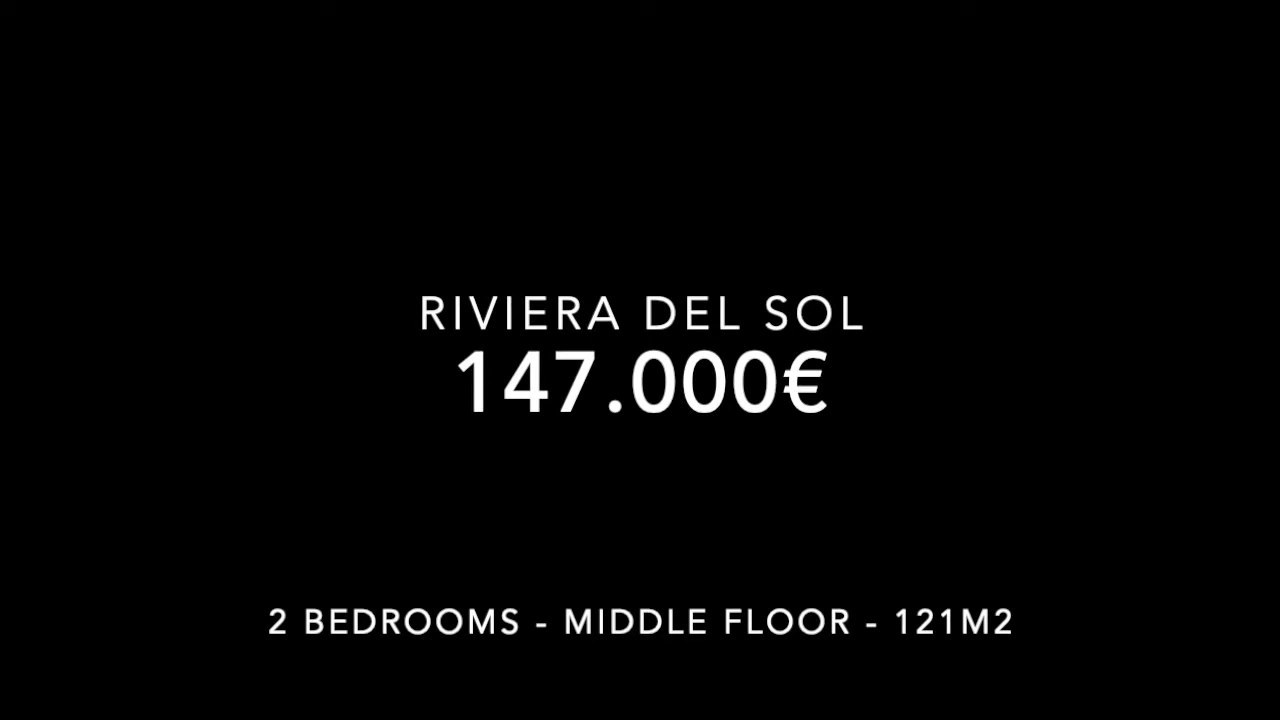 RIVIERA DEL SOL
147.000€
2 BEDROOMS - MIDDLE FLOOR - 121M2